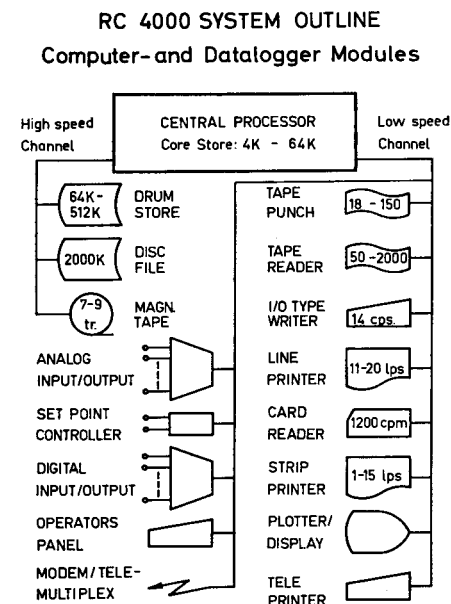 RC 4000 SYSTEM OUTLINE
Computer-and Datalogger Modules
High speed
Channel
CENTRAL PROCESSOR
Core Store: 4K - 64K
Low speed
Channel
64K-
512K
DRUM
STORE
2000K
DISC
FILE
7-9
tr.
MAGN.
TAPE
ANALOG
INPUT/OUTPUT
SET POINT
CONTROLLER
DIGITAL
INPUT/OUTPUT
OPERATORS
PANEL
MODEM/TELE-
MULTIPLEX
TAPE
PUNCH
18 - 150
TAPE
READER
50 - 2000
I/O TYPE
WRITER
14 cps.
LINE
PRINTER
11-20 lps
CARD
READER
1200 cpm
STRIP
PRINTER
1-15 lps
PLOTTER/
DISPLAY
TELE
PRINTER